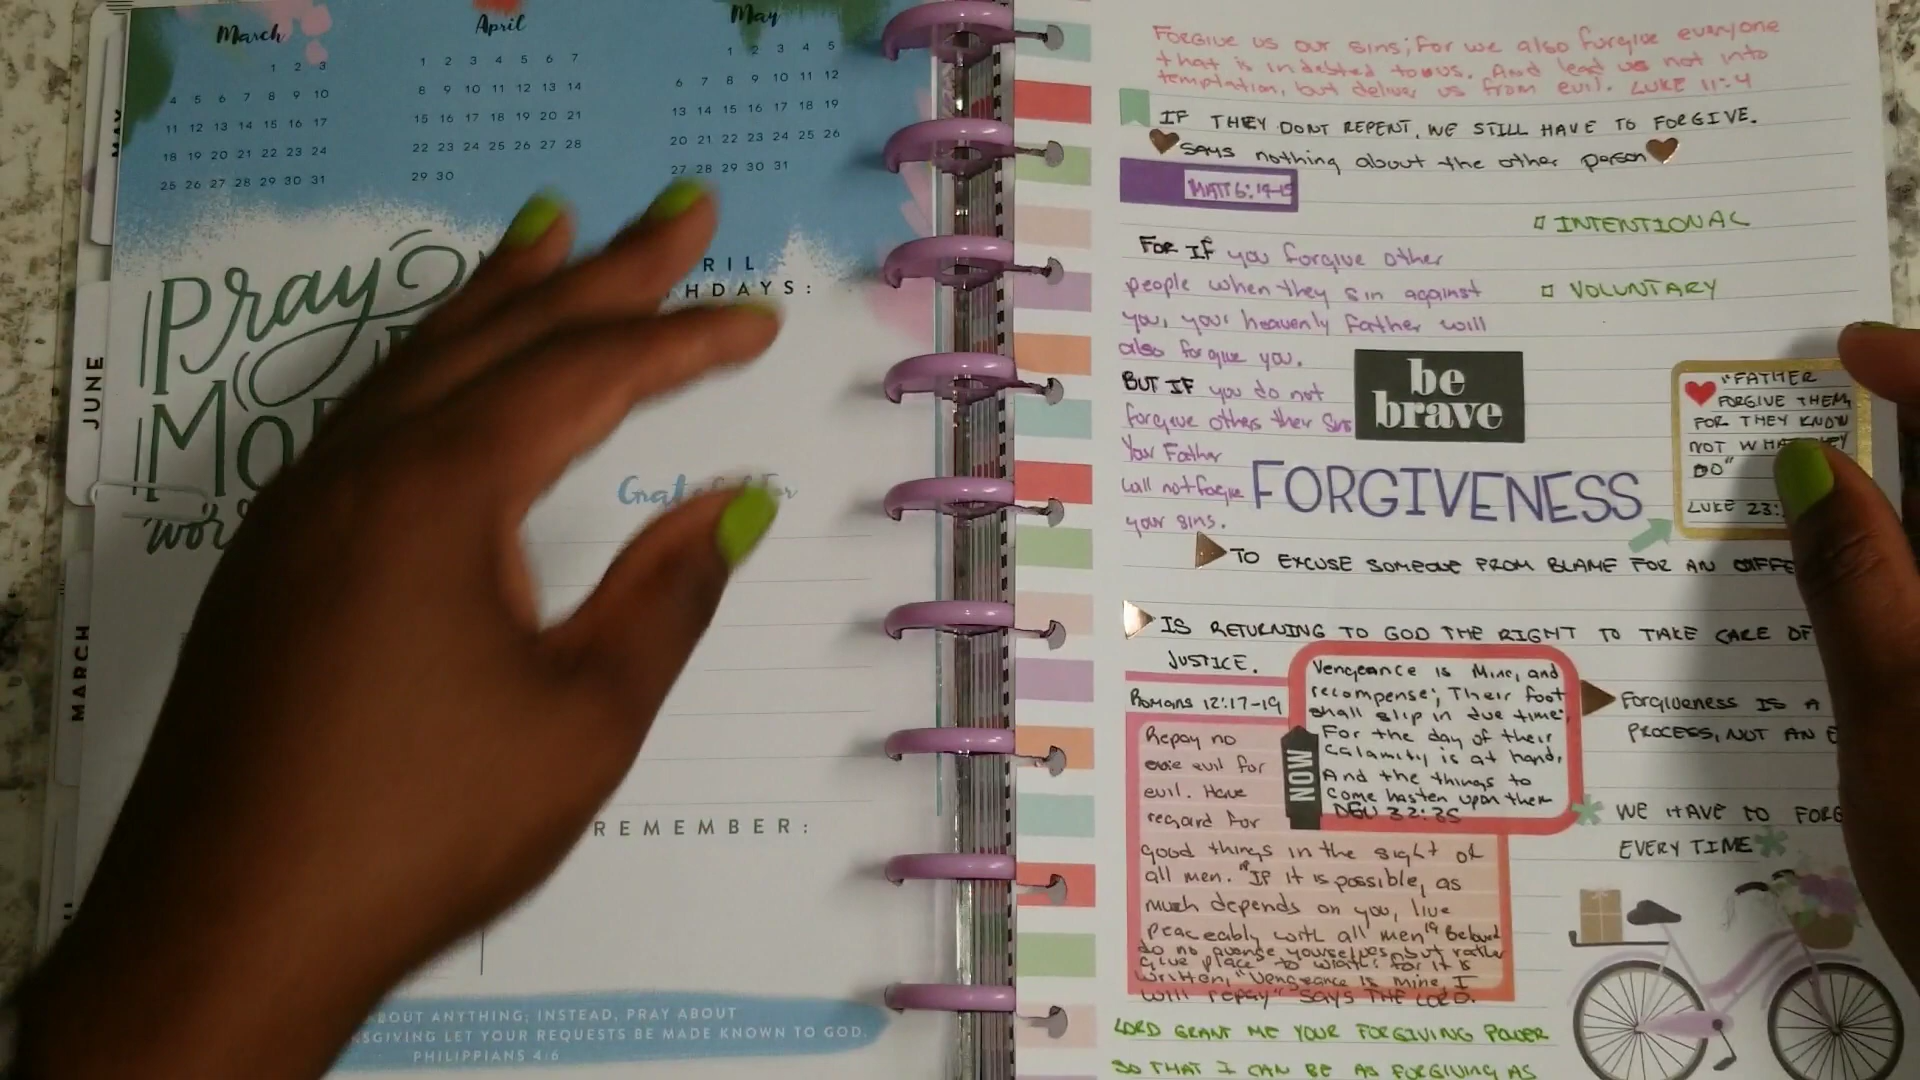 March
1 2 3
4 5 6 7 8 9 10
11 12 13 14 15 16 17
18 19 20 21 22 23 24
25 26 27 28 29 30 31
April
1 2 3 4 5 6 7
8 9 10 11 12 13 14
15 16 17 18 19 20 21
22 23 24 25 26 27 28
29 30
May
1 2 3 4 5
6 7 8 9 10 11 12
13 14 15 16 17 18 19
20 21 22 23 24 25 26
27 28 29 30 31
MAY
JUNE
MARCH
Pray
REMEMBER:
ABOUT ANYTHING; INSTEAD, PRAY ABOUT
LET YOUR REQUESTS BE MADE KNOWN TO GOD.
PHILIPPIANS 4:6
Forgive us our sins; for we also forgive everyone
that is indebted to us. And lead us not into
temptation, but deliver us from evil. LUKE 11:4
IF THEY DONT REPENT, WE STILL HAVE TO FORGIVE.
SAYS nothing about the other person
MATT 6:14-15
INTENTIONAL
VOLUNTARY
FOR IF you forgive other
people when they sin against
you, your heavenly Father will
also forgive you.
BUT IF you do not
forgive others their Sins
Your Father
will not forgive
your sins.
be
brave
FORGIVENESS
"FATHER
FORGIVE THEM,
FOR THEY KNOW
NOT WHAT THEY
DO"
LUKE 23:
TO EXCUSE SOMEONE FROM BLAME FOR AN
IS RETURNING TO GOD THE RIGHT TO TAKE CARE OF
JUSTICE.
Romans 12:17-19
Repay no
one evil for
evil. Have
regard for
good things in the sight of
all men. "IF it is possible, as
much depends on you, live
peaceably with all men 19 Beloved
do no avenge yourselves, but rather
give place to wrath: for it is
written, "Vengeance is mine, I
will repay" says THE LORD.
NOW
Vengeance is Mine, and
recompense; Their foot
shall slip in due time;
For the day of their
calamity is at hand,
And the things to
come hasten upon them
DEU 32:35
Forgiveness IS A
PROCESS, NOT AN
WE HAVE TO
EVERY TIME
LORD GRANT ME YOUR FORGIVING POWER
SO THAT I CAN BE AS FORGIVING AS